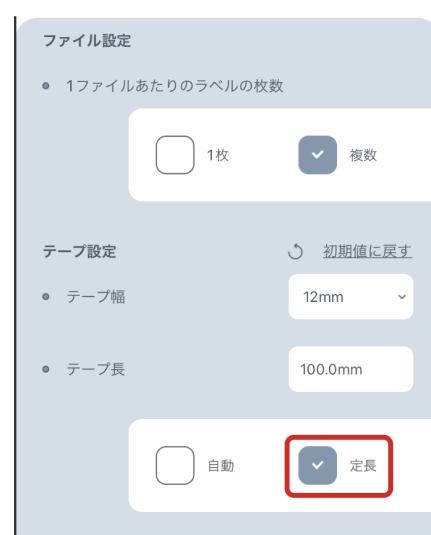 ファイル設定
1ファイルあたりのラベルの枚数
1枚 複数
テープ設定 初期値に戻す
テープ幅 12mm
テープ長 100.0mm
自動 定長